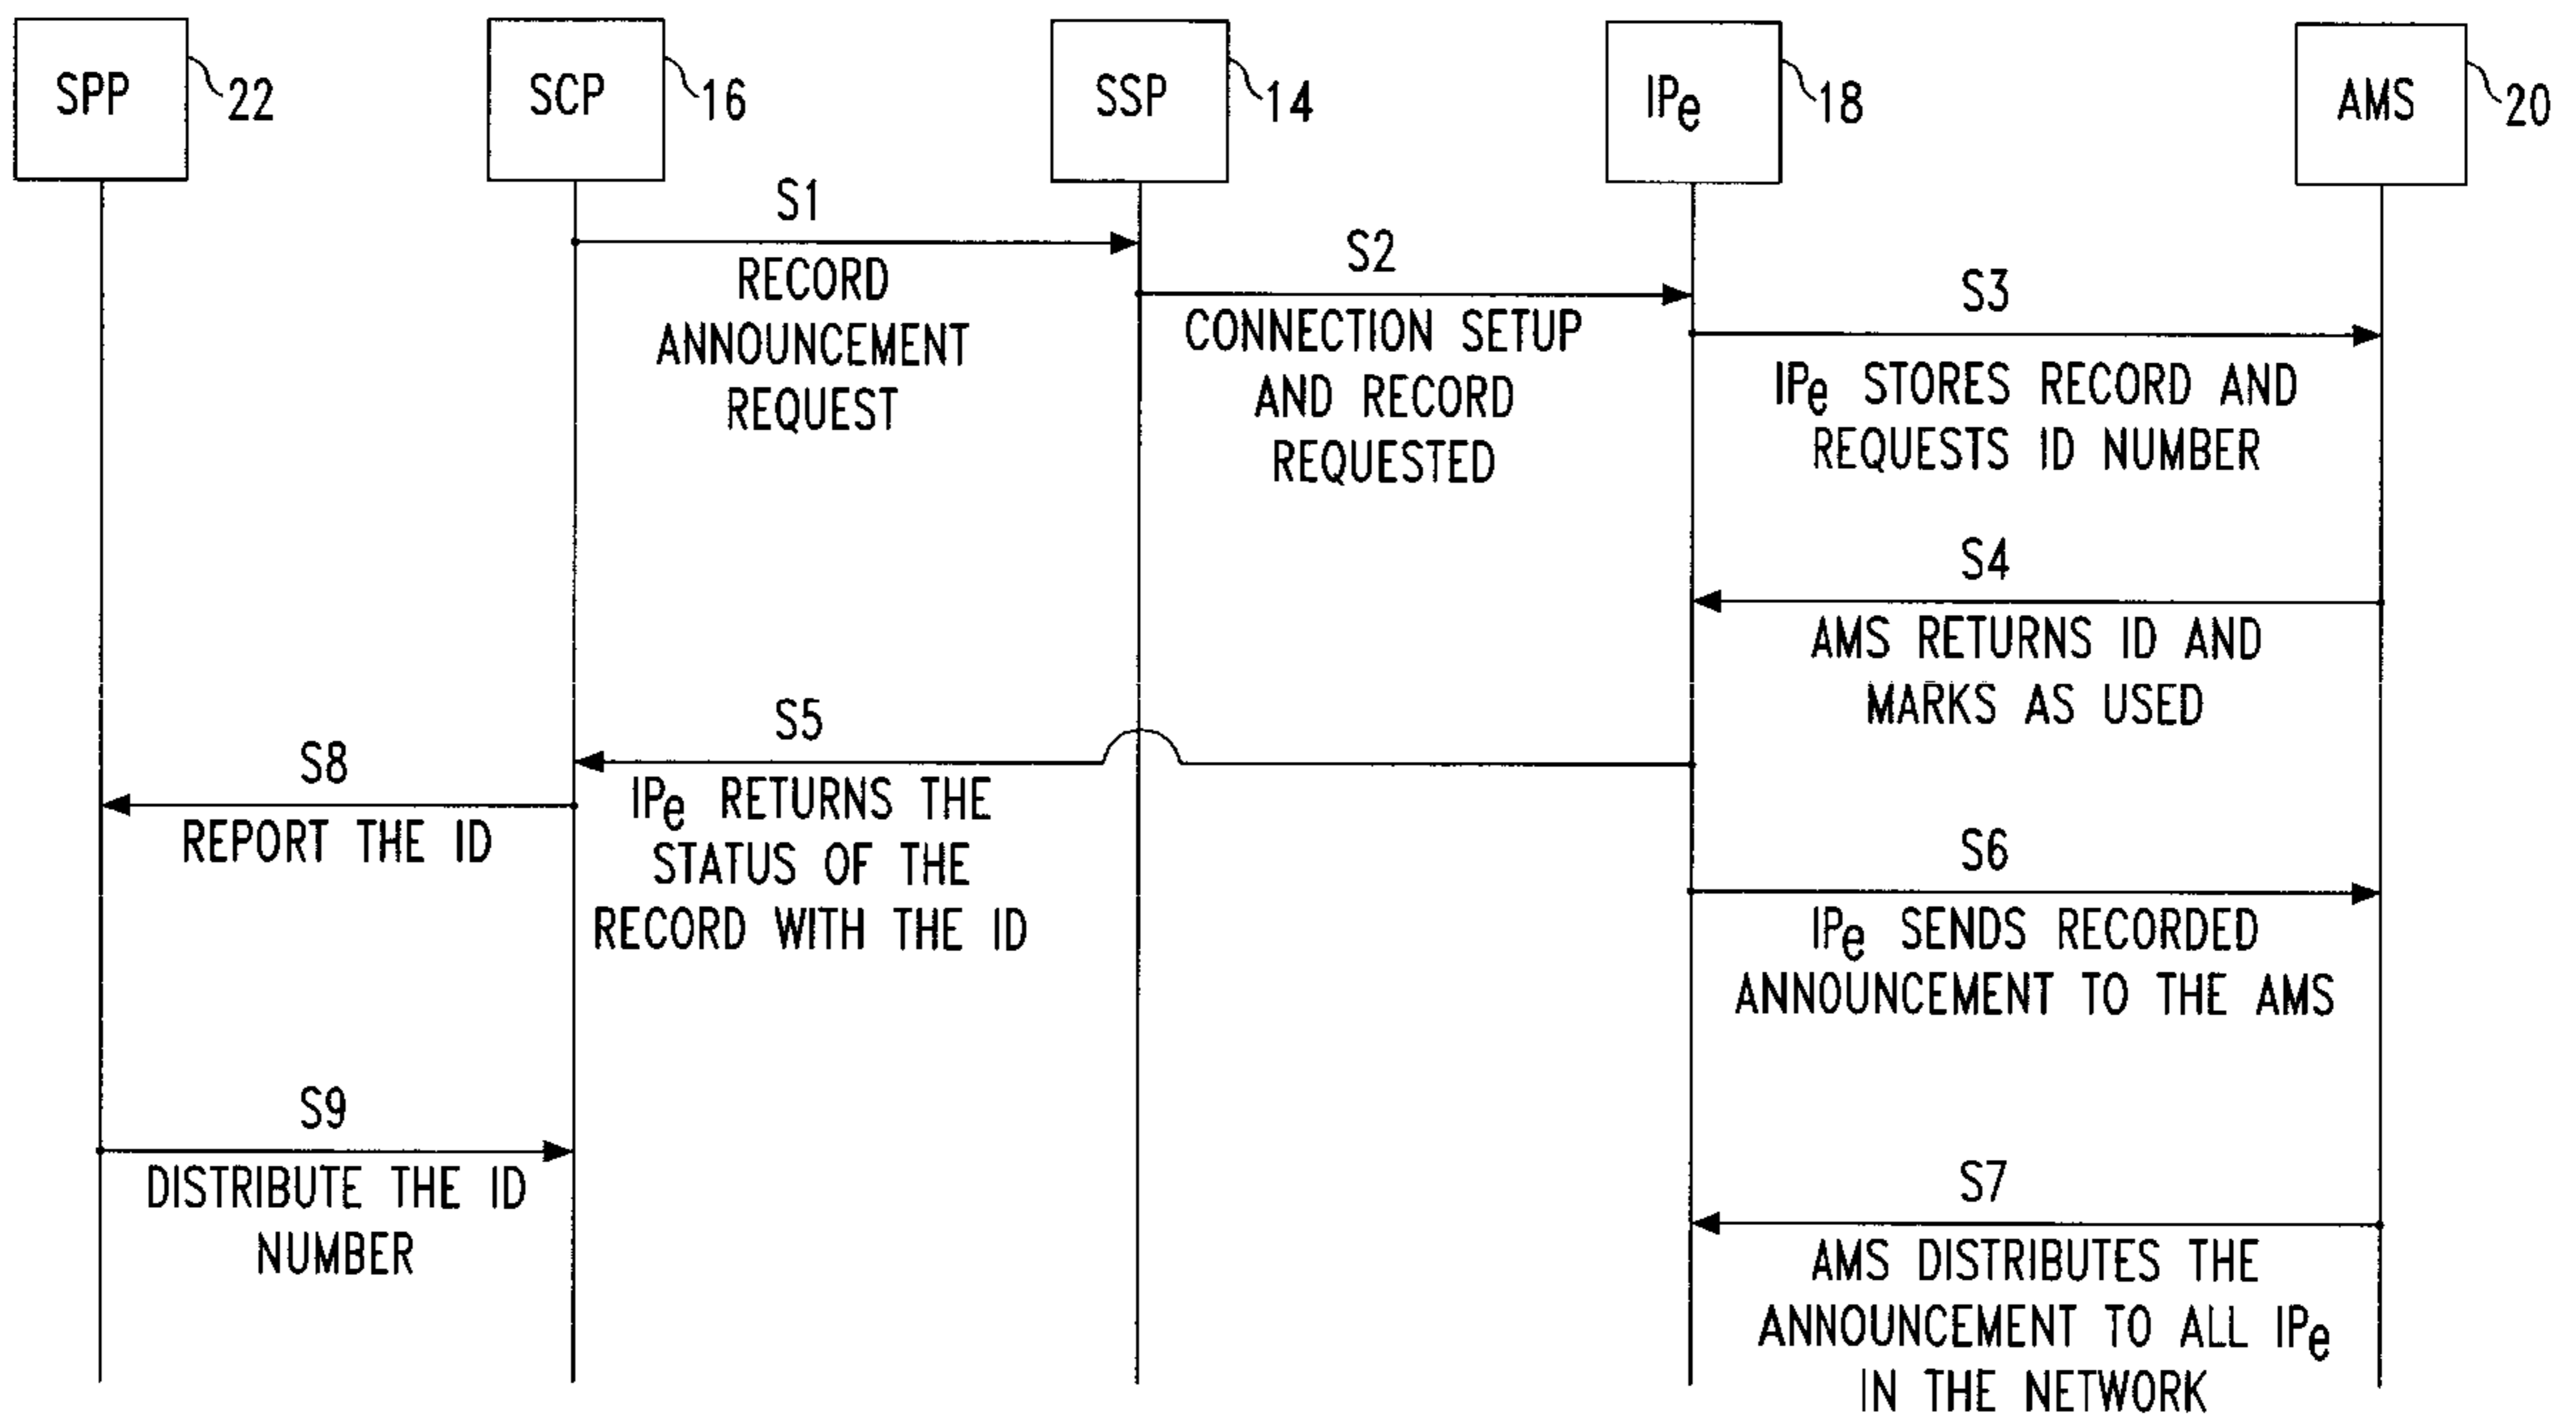 SPP
22
SCP
16
SSP
14
IPe
18
AMS
20
S1
RECORD
ANNOUNCEMENT
REQUEST
S2
CONNECTION SETUP
AND RECORD
REQUESTED
S3
IPe STORES RECORD AND
REQUESTS ID NUMBER
S4
AMS RETURNS ID AND
MARKS AS USED
S5
IPe RETURNS THE
STATUS OF THE
RECORD WITH THE ID
S8
REPORT THE ID
S6
IPe SENDS RECORDED
ANNOUNCEMENT TO THE AMS
S9
DISTRIBUTE THE ID
NUMBER
S7
AMS DISTRIBUTES THE
ANNOUNCEMENT TO ALL IPe
IN THE NETWORK